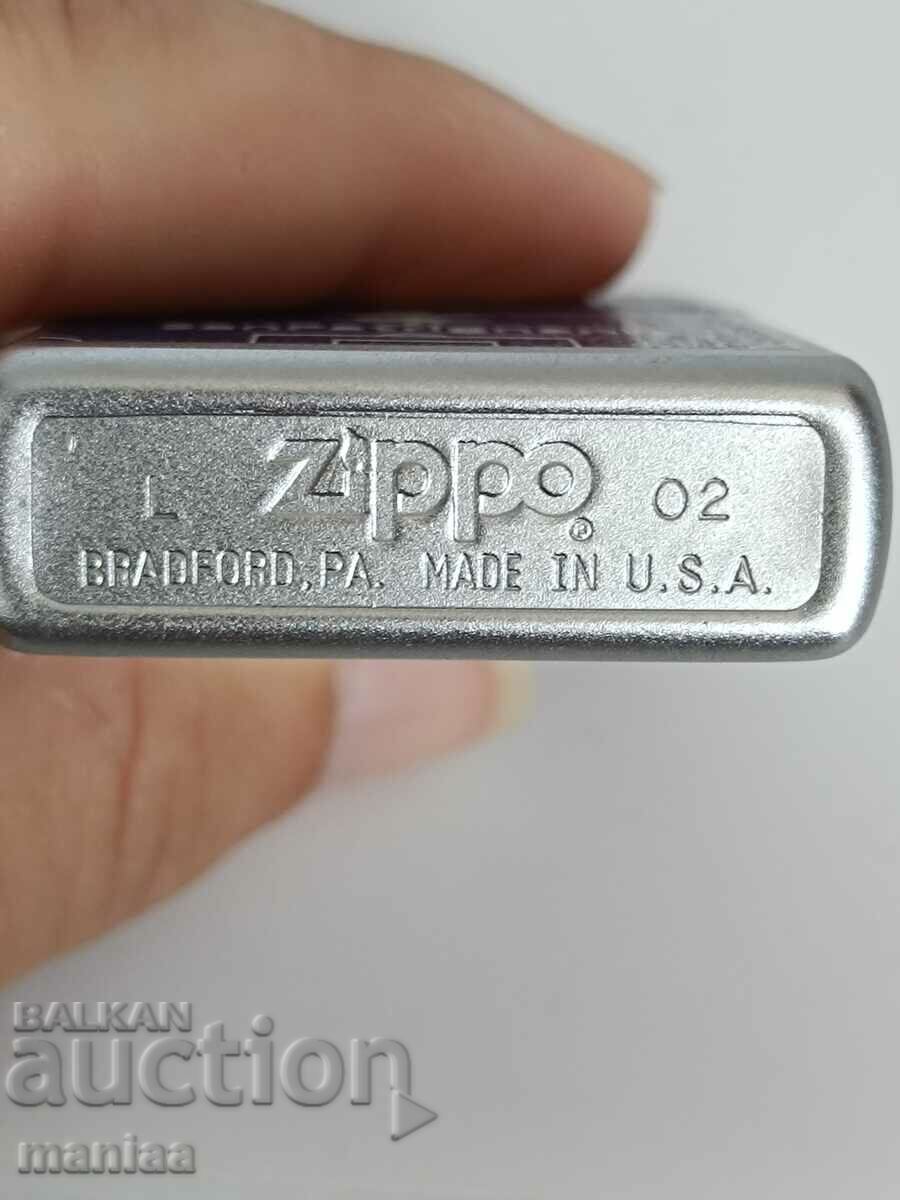 L Zippo® 02
BRADFORD, PA. MADE IN U.S.A.
BALKAN
auction
maniaa